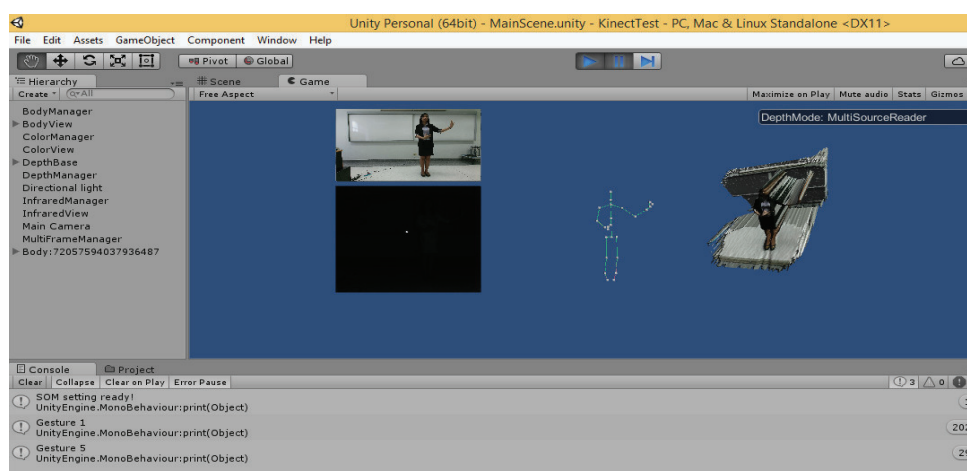 Unity Personal (64bit) - MainScene.unity - KinectTest - PC, Mac & Linux Standalone <DX11>
File Edit Assets GameObject Component Window Help
Pivot Global
Hierarchy
Create All
Scene Game
Free Aspect
Maximize on Play Mute audio Stats Gizmos
BodyManager
BodyView
ColorManager
ColorView
DepthBase
DepthManager
Directional light
InfraredManager
InfraredView
Main Camera
MultiFrameManager
Body:72057594037936487
DepthMode: MultiSourceReader
Console Project
Clear Collapse Clear on Play Error Pause
3 0
SOM setting ready!
UnityEngine.MonoBehaviour:print(Object)
Gesture 1
UnityEngine.MonoBehaviour:print(Object)
Gesture 5
UnityEngine.MonoBehaviour:print(Object)